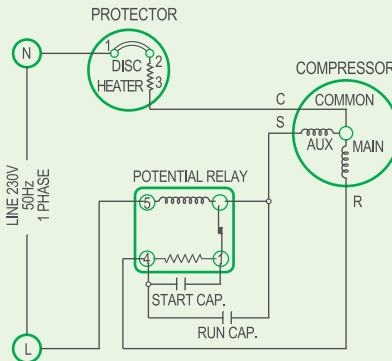 PROTECTOR
N
1
DISC
2
HEATER
3
COMPRESSOR
C
COMMON
S
AUX
MAIN
R
LINE 230V
50Hz
1 PHASE
POTENTIAL RELAY
5
4
1
START CAP.
RUN CAP.
L